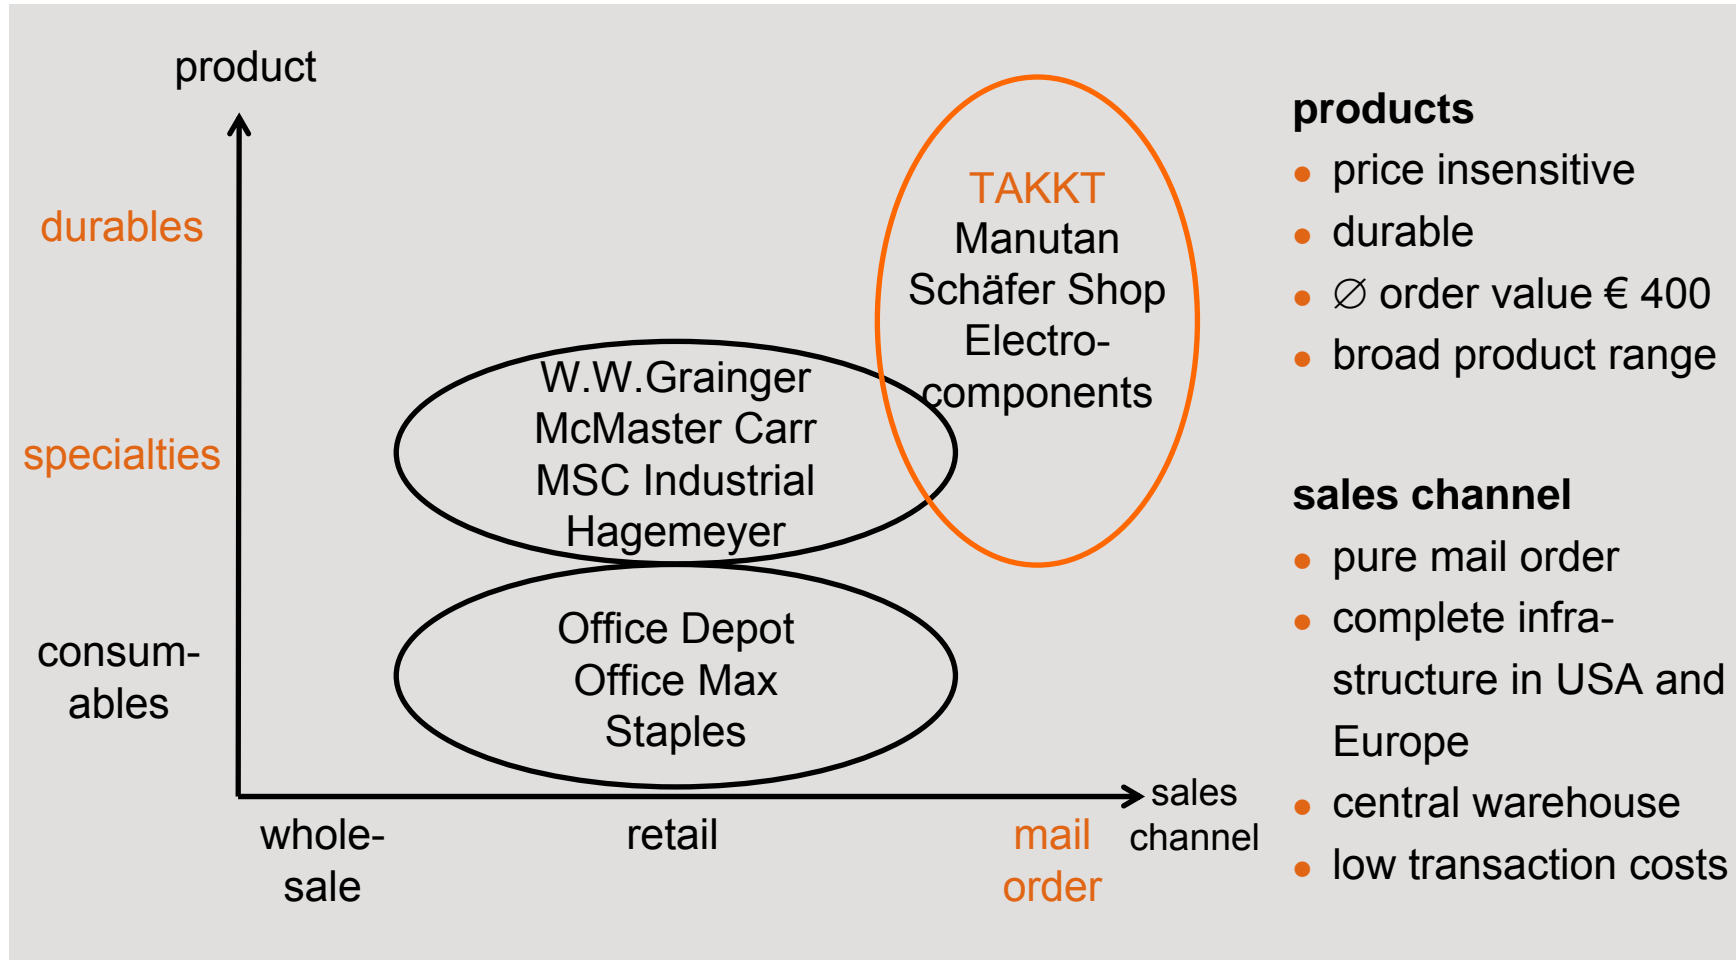 product
durables
specialties
consum-
ables
TAKKT
Manutan
Schäfer Shop
Electro-
components
W.W.Grainger
McMaster Carr
MSC Industrial
Hagemeyer
Office Depot
Office Max
Staples
whole-
sale
retail
mail
order
sales
channel
products
● price insensitive
● durable
● ∅ order value € 400
● broad product range
sales channel
● pure mail order
● complete infra-
structure in USA and
Europe
● central warehouse
● low transaction costs